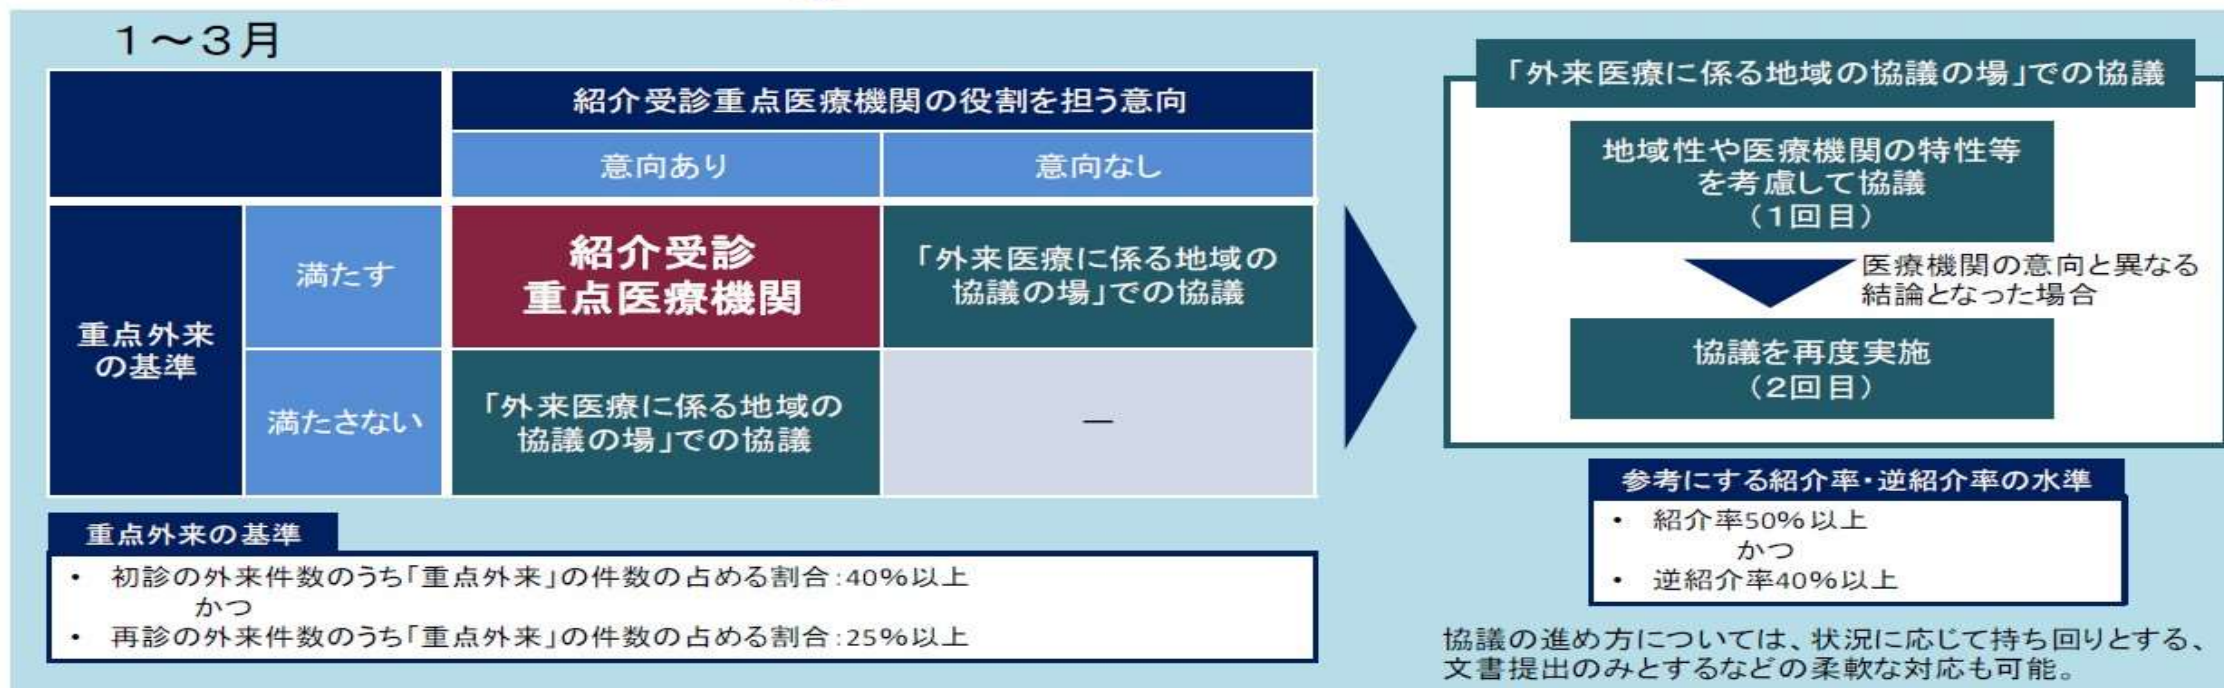 1～3月
紹介受診重点医療機関の役割を担う意向
意向あり
意向なし
重点外来
の基準
満たす
紹介受診
重点医療機関
「外来医療に係る地域の
協議の場」での協議
満たさない
「外来医療に係る地域の
協議の場」での協議
―
重点外来の基準
• 初診の外来件数のうち「重点外来」の件数の占める割合：40％以上
かつ
• 再診の外来件数のうち「重点外来」の件数の占める割合：25％以上
「外来医療に係る地域の協議の場」での協議
地域性や医療機関の特性等
を考慮して協議
（1回目）
医療機関の意向と異なる
結論となった場合
協議を再度実施
（2回目）
参考にする紹介率・逆紹介率の水準
• 紹介率50％以上
かつ
• 逆紹介率40％以上
協議の進め方については、状況に応じて持ち回りとする、
文書提出のみとするなどの柔軟な対応も可能。